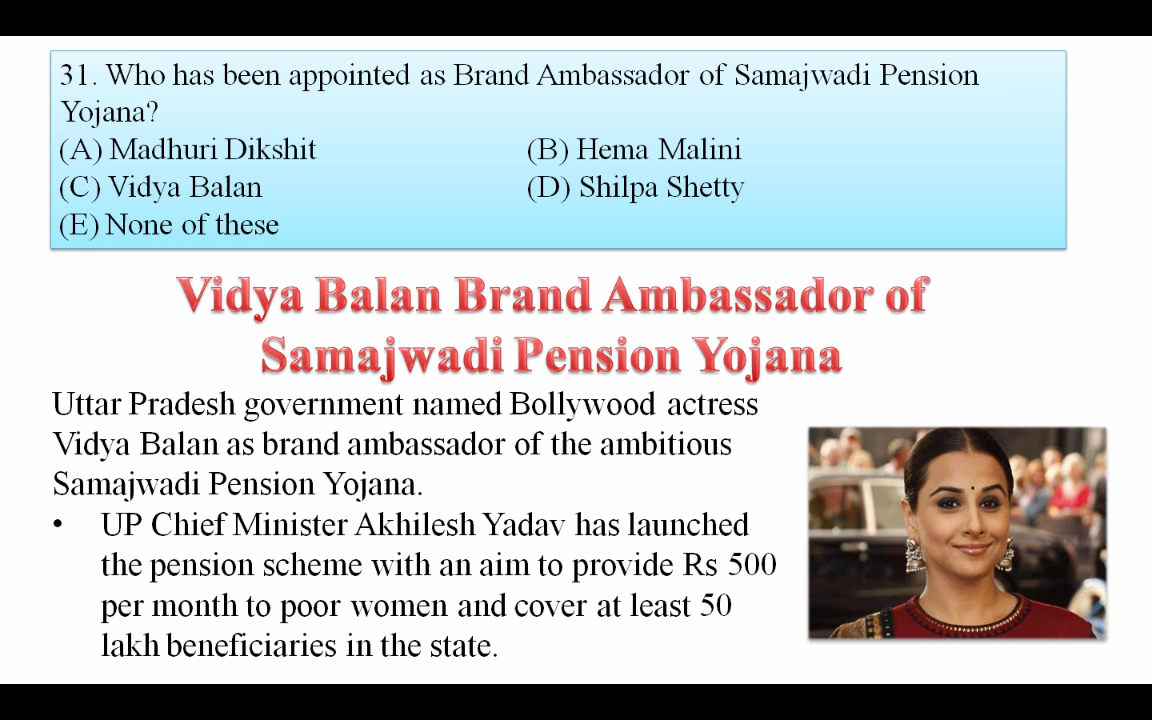 31. Who has been appointed as Brand Ambassador of Samajwadi Pension
Yojana?
(A) Madhuri Dikshit (B) Hema Malini
(C) Vidya Balan (D) Shilpa Shetty
(E) None of these
Vidya Balan Brand Ambassador of
Samajwadi Pension Yojana
Uttar Pradesh government named Bollywood actress
Vidya Balan as brand ambassador of the ambitious
Samajwadi Pension Yojana.
• UP Chief Minister Akhilesh Yadav has launched
the pension scheme with an aim to provide Rs 500
per month to poor women and cover at least 50
lakh beneficiaries in the state.